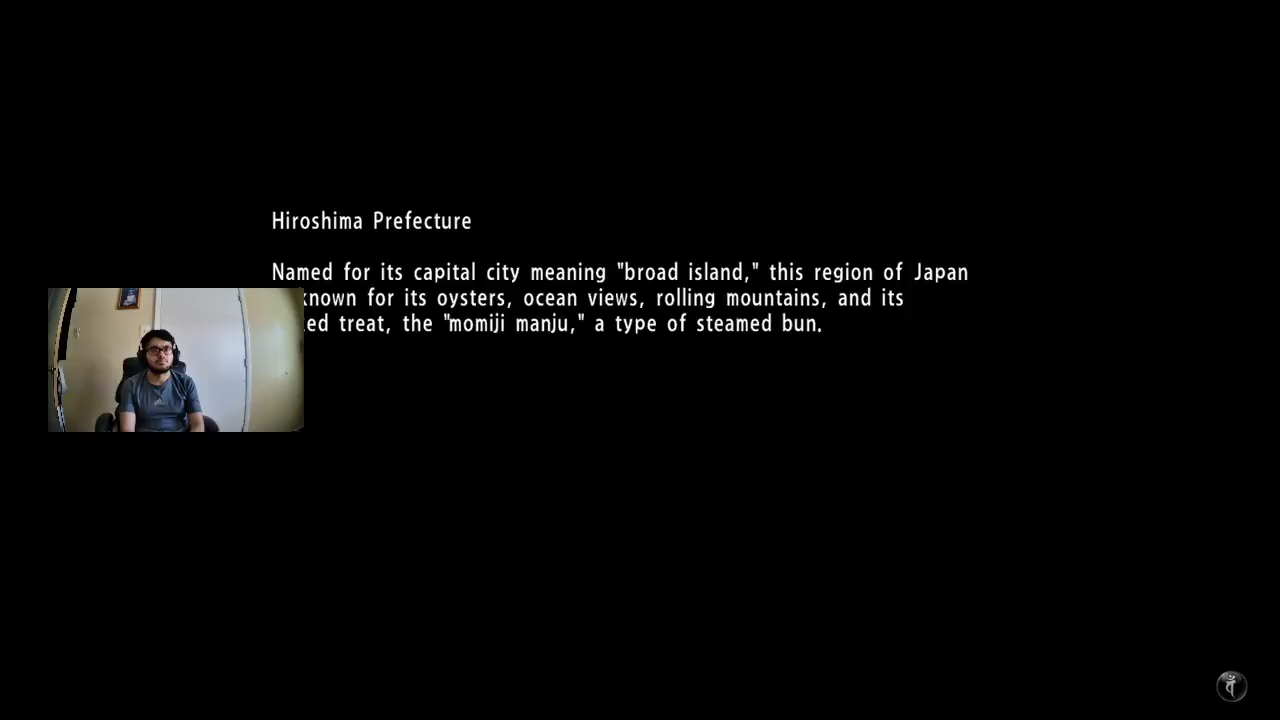 Hiroshima Prefecture
Named for its capital city meaning "broad island," this region of Japan
known for its oysters, ocean views, rolling mountains, and its
treat, the "momiji manju," a type of steamed bun.